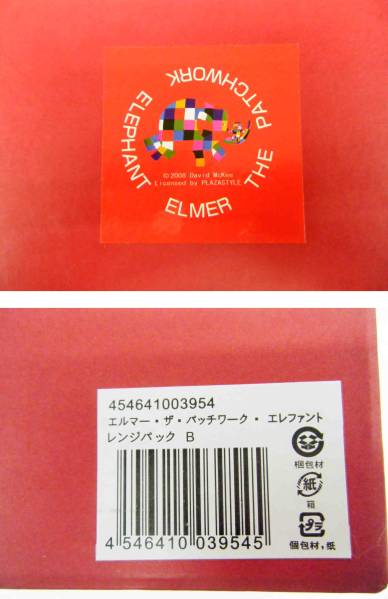 ELMER THE PATCHWORK ELEPHANT
©2008 David McKee
Licensed by PLAZASTYLE
454641003954
エルマー・ザ・パッチワーク・ エレファント
レンジパック B
梱包材
紙
箱
プラ
個包材,紙
4 546410 039545